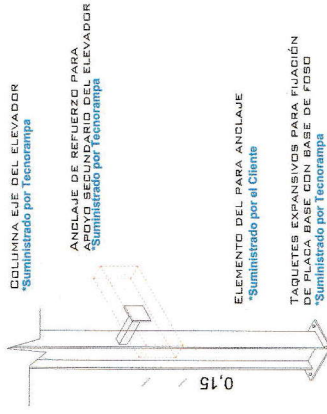 COLUMNA EJE DEL ELEVADOR
*Suministrado por Tecnorampa
ANCLAJE DE REFUERZO PARA
APOYO SECUNDARIO DEL ELEVADOR
*Suministrado por Tecnorampa
ELEMENTO DEL PARA ANCLAJE
*Suministrado por el Cliente
TAQUETES EXPANSIVOS PARA FIJACIÓN
DE PLACA BASE CON BASE DE FOSO
*Suministrado por Tecnorampa
0,15